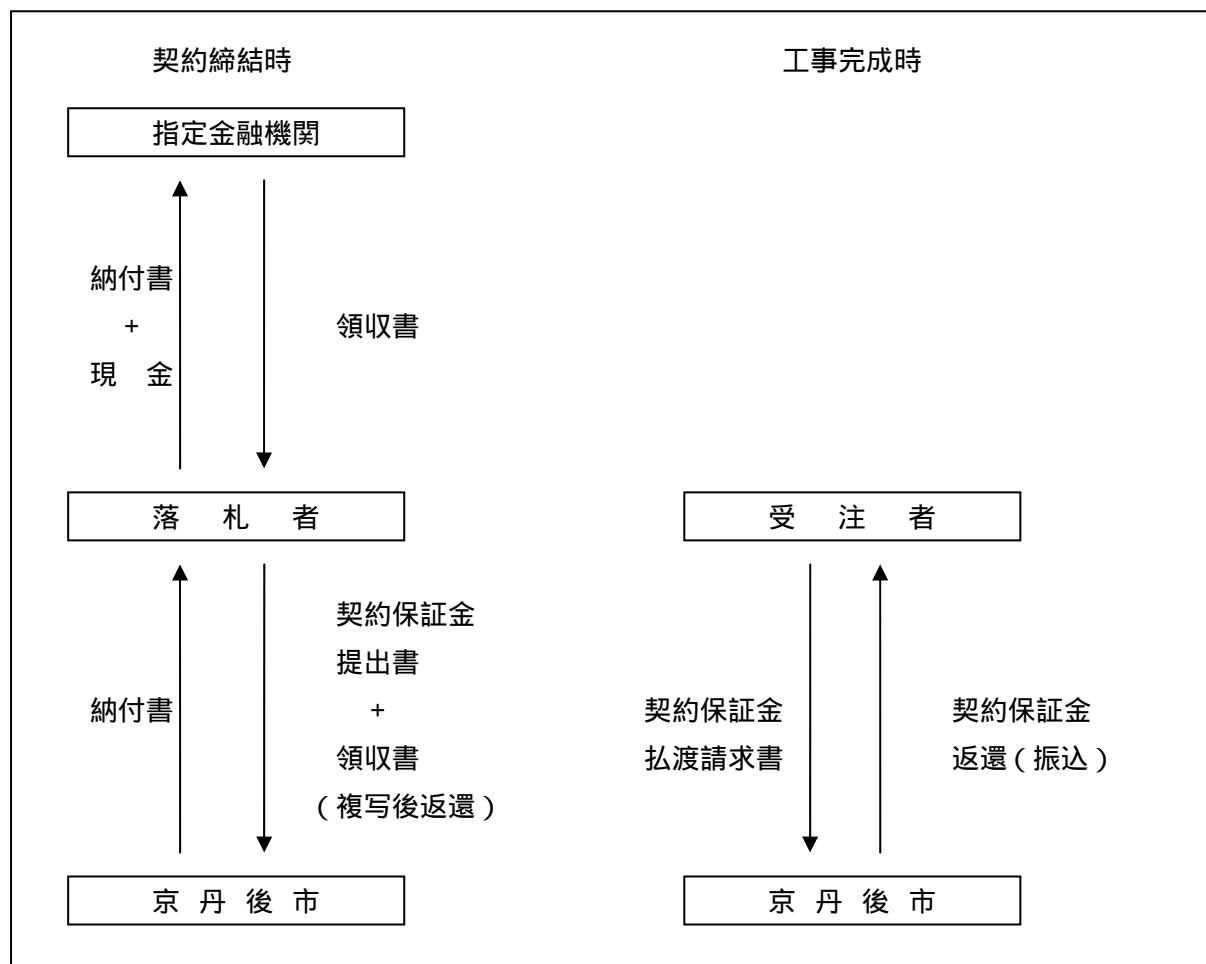 契約締結時
指定金融機関
納付書
+
現　金
領収書
落　札　者
納付書
契約保証金
提出書
+
領収書
（複写後返還）
京 丹 後 市
工事完成時
受　注　者
契約保証金
払渡請求書
契約保証金
返還（振込）
京 丹 後 市